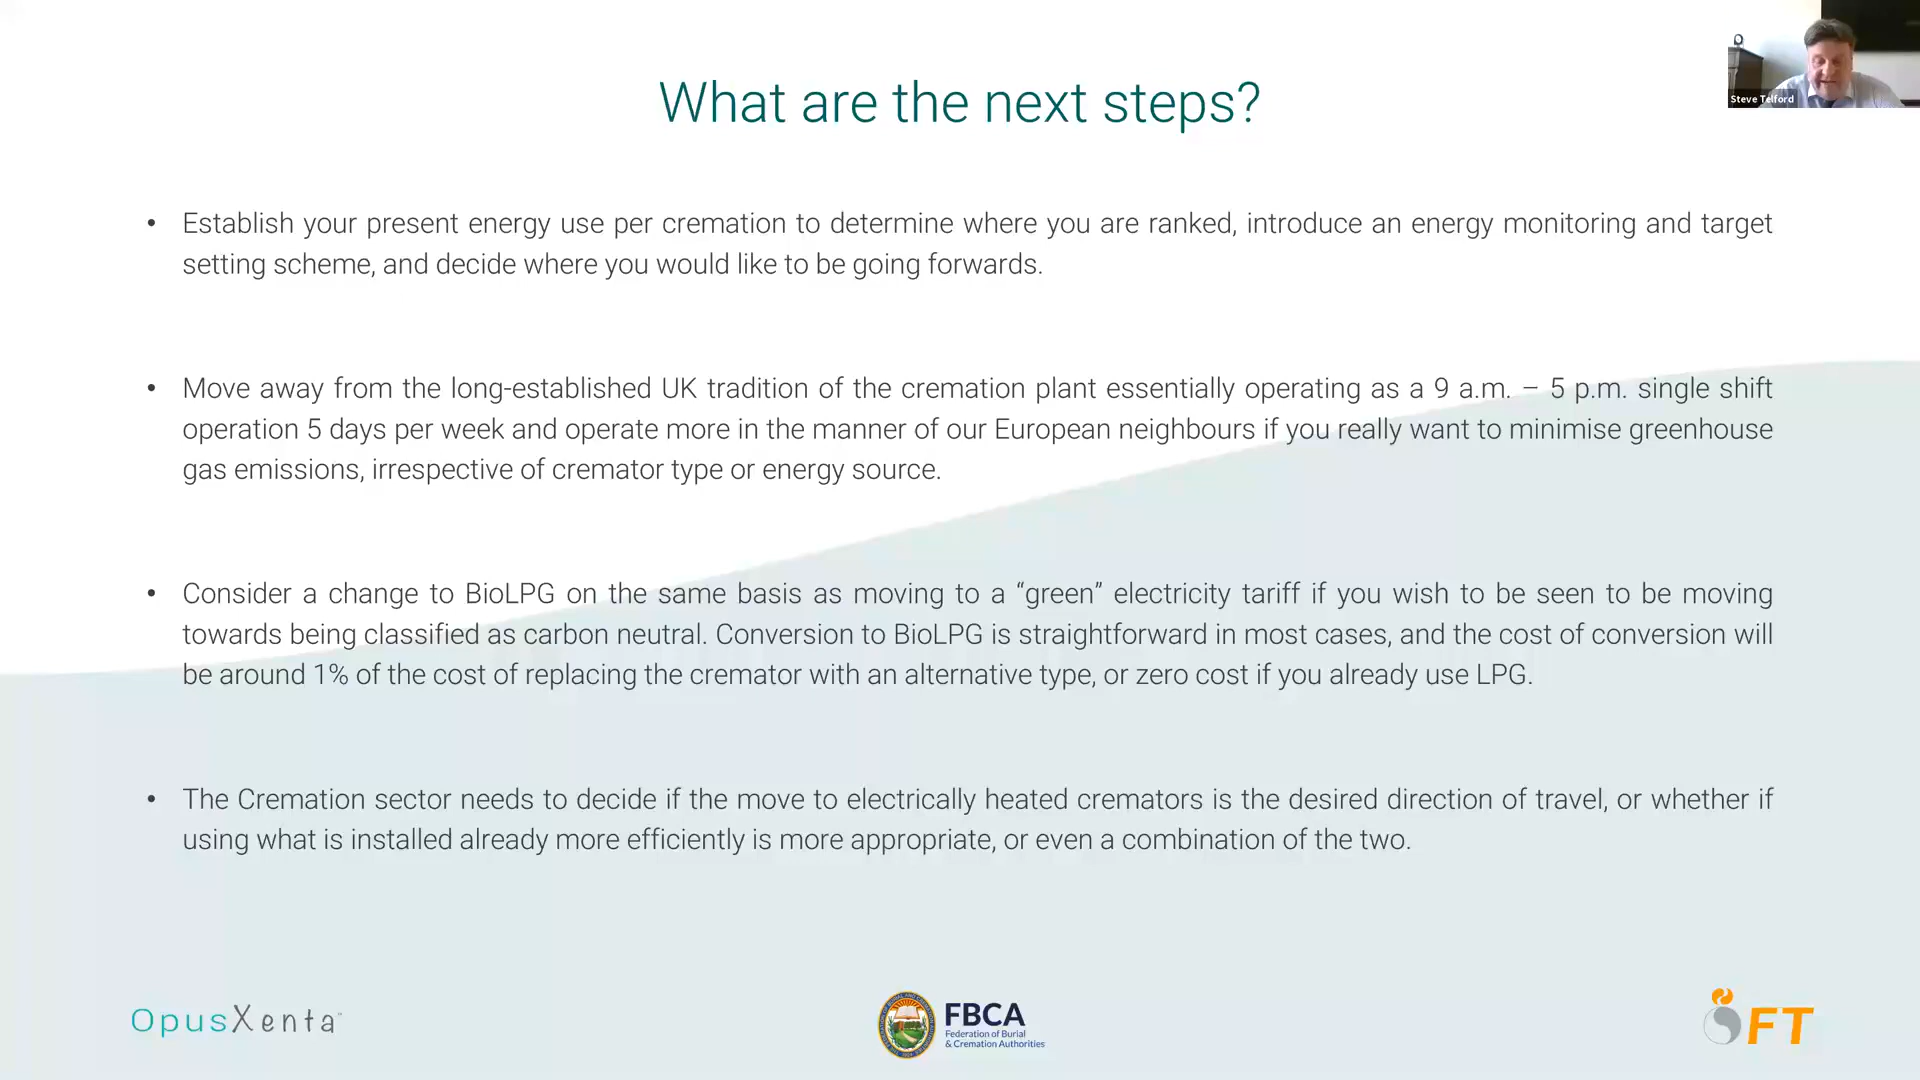 What are the next steps?
Steve Telford
• Establish your present energy use per cremation to determine where you are ranked, introduce an energy monitoring and target
setting scheme, and decide where you would like to be going forwards.
• Move away from the long-established UK tradition of the cremation plant essentially operating as a 9 a.m. – 5 p.m. single shift
operation 5 days per week and operate more in the manner of our European neighbours if you really want to minimise greenhouse
gas emissions, irrespective of cremator type or energy source.
• Consider a change to BioLPG on the same basis as moving to a “green” electricity tariff if you wish to be seen to be moving
towards being classified as carbon neutral. Conversion to BioLPG is straightforward in most cases, and the cost of conversion will
be around 1% of the cost of replacing the cremator with an alternative type, or zero cost if you already use LPG.
• The Cremation sector needs to decide if the move to electrically heated cremators is the desired direction of travel, or whether if
using what is installed already more efficiently is more appropriate, or even a combination of the two.
OpusXenta
FBCA
Federation of Burial
& Cremation Authorities
FT